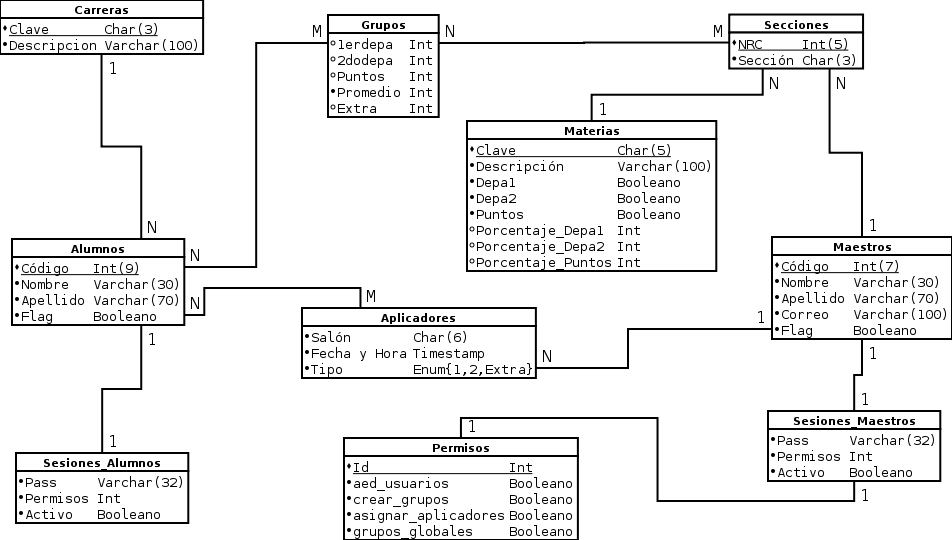 Carreras
Clave Char(3)
Descripcion Varchar(100)
1
N
Grupos
1erdepa Int
2dodepa Int
Puntos Int
Promedio Int
Extra Int
M
N
Secciones
NRC Int(5)
Sección Char(3)
M
N
N
Materias
1
Clave Char(5)
Descripción Varchar(100)
Depa1 Booleano
Depa2 Booleano
Puntos Booleano
Porcentaje_Depa1 Int
Porcentaje_Depa2 Int
Porcentaje_Puntos Int
Alumnos
Código Int(9)
Nombre Varchar(30)
Apellido Varchar(70)
Flag Booleano
N
N
1
Maestros
1
Código Int(7)
Nombre Varchar(30)
Apellido Varchar(70)
Correo Varchar(100)
Flag Booleano
1
1
Aplicadores
M
Salón Char(6)
Fecha y Hora Timestamp
Tipo Enum{1,2,Extra}
N
Sesiones_Alumnos
1
Pass Varchar(32)
Permisos Int
Activo Booleano
Permisos
1
Id Int
aed_usuarios Booleano
crear_grupos Booleano
asignar_aplicadores Booleano
grupos_globales Booleano
Sesiones_Maestros
1
Pass Varchar(32)
Permisos Int
Activo Booleano
1